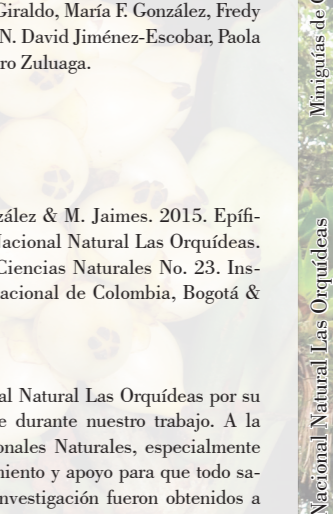 Giraldo, María F. González, Fredy
N. David Jiménez-Escobar, Paola
ro Zuluaga.
zález & M. Jaimes. 2015. Epífi-
Nacional Natural Las Orquídeas.
Ciencias Naturales No. 23. Ins-
acional de Colombia, Bogotá &
al Natural Las Orquídeas por su
e durante nuestro trabajo. A la
onales Naturales, especialmente
miento y apoyo para que todo sa-
nvestigación fueron obtenidos a
Miniguías de C
Nacional Natural Las Orquídeas